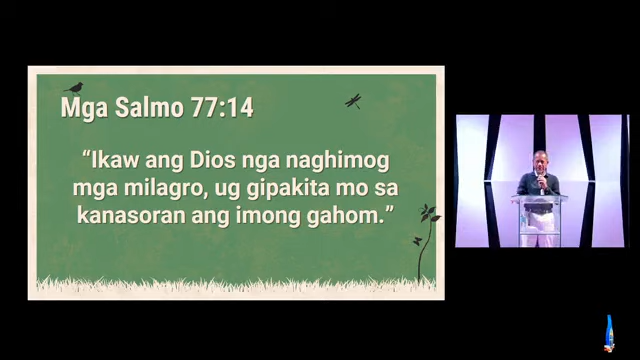 Mga Salmo 77:14
“Ikaw ang Dios nga naghimog
mga milagro, ug gipakita mo sa
kanasoran ang imong gahom.”